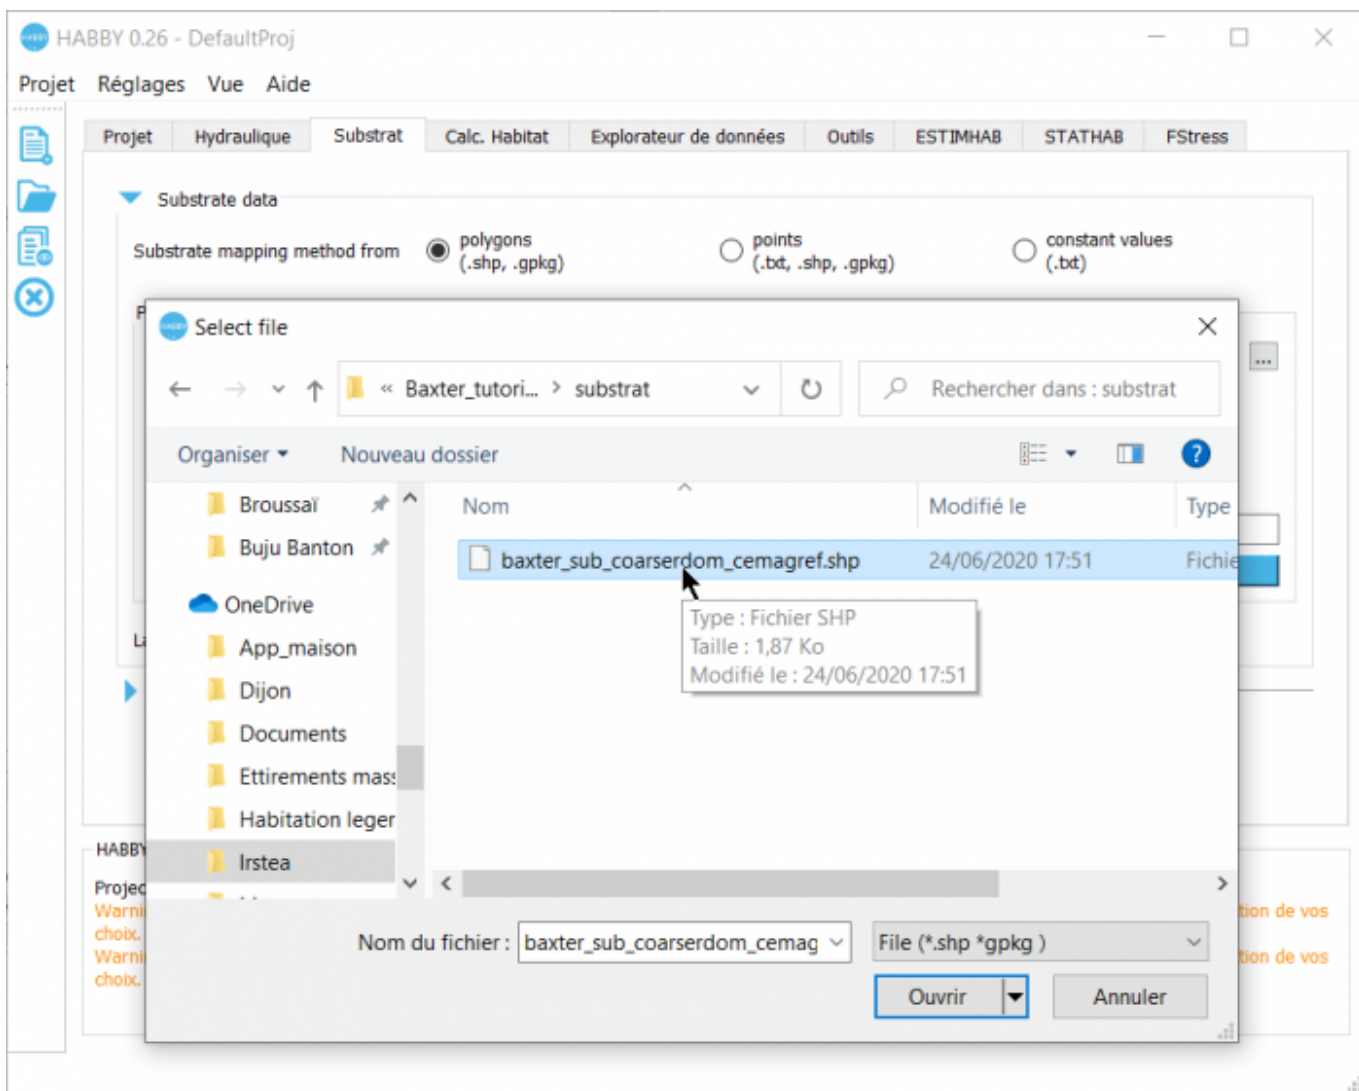 HABBY 0.26 - DefaultProj
Projet Réglages Vue Aide
Projet Hydraulique Substrat Calc. Habitat Explorateur de données Outils ESTIMHAB STATHAB FStress
Substrate data
Substrate mapping method from polygons (.shp, .gpkg) points (.txt, .shp, .gpkg) constant values (.txt)
Select file
...
« Baxter_tutori... > substrat Rechercher dans : substrat
Organiser Nouveau dossier ?
Broussaï
Buju Banton
OneDrive
App_maison
Dijon
Documents
Ettirements mass
Habitation leger
Irstea
Nom Modifié le Type
baxter_sub_coarserdom_cemagref.shp 24/06/2020 17:51 Fichie
Type : Fichier SHP
Taille : 1,87 Ko
Modifié le : 24/06/2020 17:51
HABBY
Projec
Warni tion de vos
choix.
Warni tion de vos
choix.
Nom du fichier : baxter_sub_coarserdom_cemag File (*.shp *gpkg )
Ouvrir Annuler